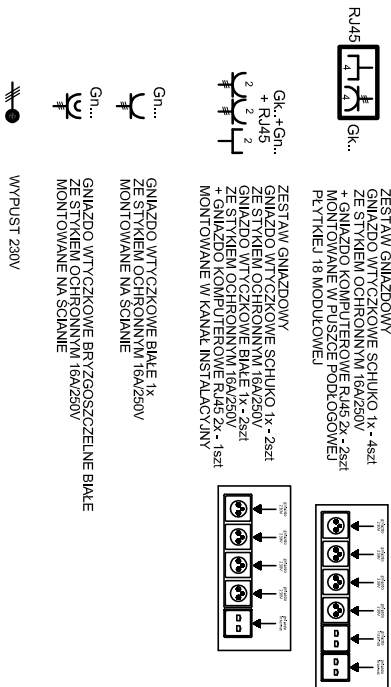 RJ45
4
4
Gk...
ZESTAW GNIAZDOWY
GNIAZDO WTYCZKOWE SCHUKO 1x - 4szt
ZE STYKIEM OCHRONNYM 16A/250V
+ GNIAZDO KOMPUTEROWE RJ45 2x - 2szt
MONTOWANE W PUSZCE PODŁOGOWEJ
PŁYTKIEJ 18 MODUŁOWEJ
Gk..+Gn..
+ RJ45
2
2
ZESTAW GNIAZDOWY
GNIAZDO WTYCZKOWE SCHUKO 1x - 2szt
ZE STYKIEM OCHRONNYM 16A/250V
GNIAZDO WTYCZKOWE BIAŁE 1x - 2szt
ZE STYKIEM OCHRONNYM 16A/250V
+ GNIAZDO KOMPUTEROWE RJ45 2x - 1szt
MONTOWANE W KANAŁ INSTALACYJNY
Gn...
GNIAZDO WTYCZKOWE BIAŁE 1x
ZE STYKIEM OCHRONNYM 16A/250V
MONTOWANE NA ŚCIANIE
Gn...
GNIAZDO WTYCZKOWE BRYZGOSZCZELNE BIAŁE
ZE STYKIEM OCHRONNYM 16A/250V
MONTOWANE NA ŚCIANIE
WYPUST 230V